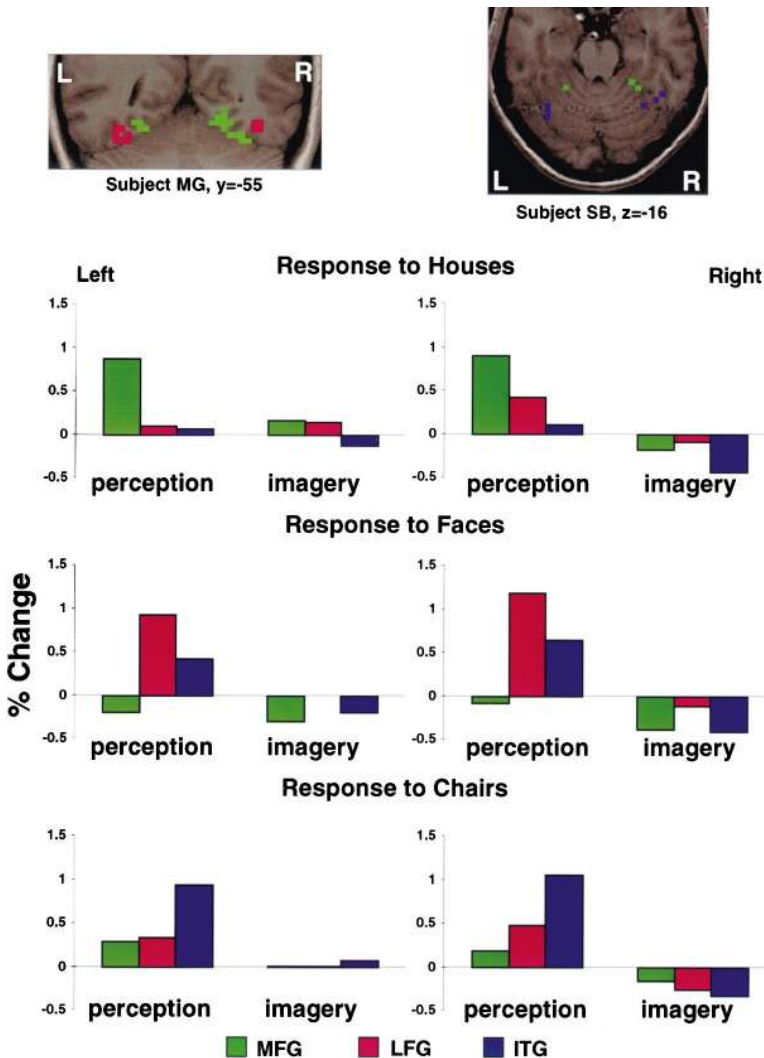 L R
L R
Subject MG, y=-55
Subject SB, z=-16
Response to Houses
Left Right
1.5 1.5
1 1
0.5 0.5
0 0
-0.5 -0.5
perception imagery perception imagery
Response to Faces
% Change
1.5 1.5
1 1
0.5 0.5
0 0
-0.5 -0.5
perception imagery perception imagery
Response to Chairs
1.5 1.5
1 1
0.5 0.5
0 0
-0.5 -0.5
perception imagery perception imagery
MFG LFG ITG